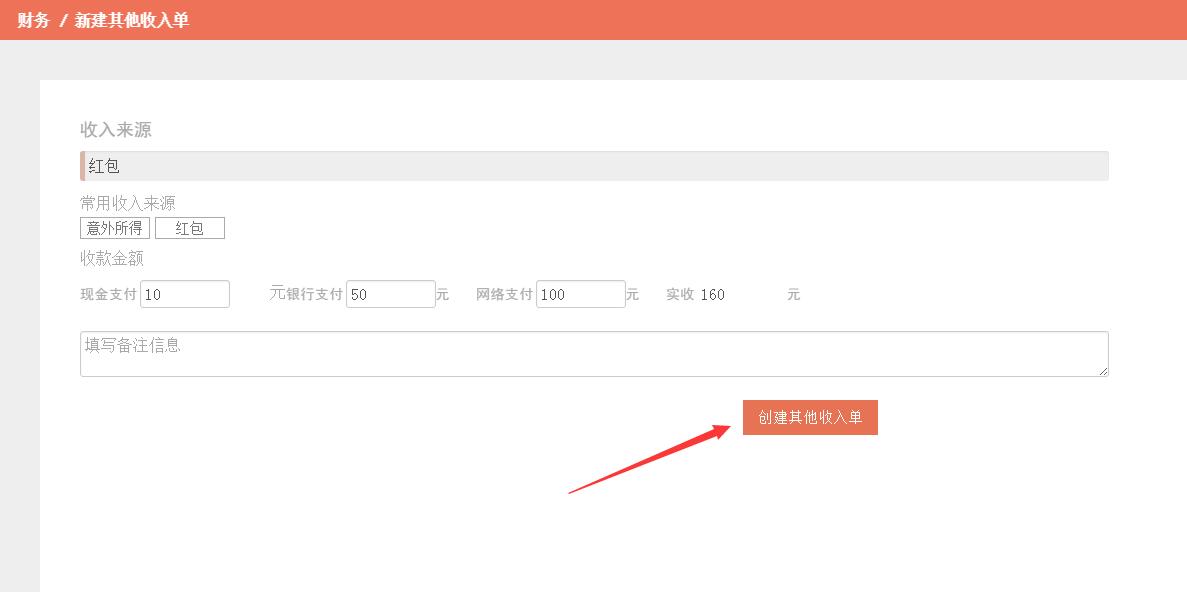 财务 / 新建其他收入单
收入来源
红包
常用收入来源
意外所得 红包
收款金额
现金支付 10 元银行支付 50 元 网络支付 100 元 实收 160 元
填写备注信息
创建其他收入单